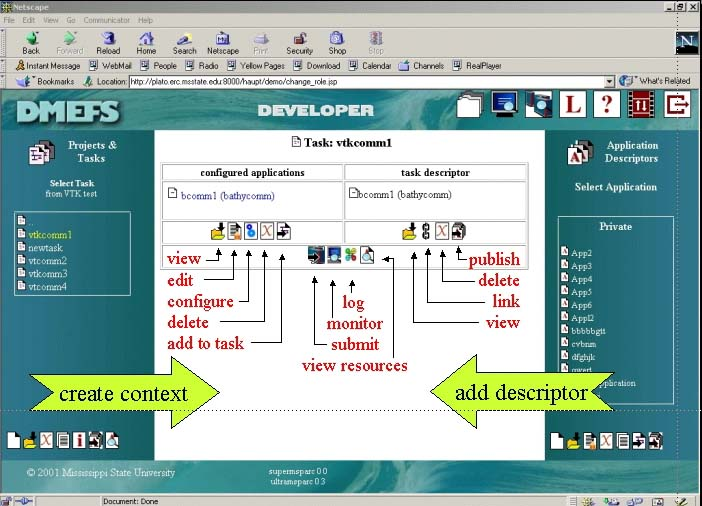 Netscape
File Edit View Go Communicator Help
Back Forward Reload Home Search Netscape Print Security Shop Stop
Instant Message WebMail People Radio Yellow Pages Download Calendar Channels RealPlayer
Bookmarks Location: http://plato.erc.msstate.edu:8000/haupt/demo/change_role.jsp What's Related
DMEFS DEVELOPER L ?
Projects &
Tasks
Select Task
from VTK test
..
vtkcomm1
newtask
vtcomm2
vtkcomm3
vtcomm4
Task: vtkcomm1
configured applications task descriptor
bcomm1 (bathycomm) bcomm1 (bathycomm)
view
edit
configure
delete
add to task
log
monitor
submit
view resources
publish
delete
link
view
Application
Descriptors
Select Application
Private
App2
App3
App4
App5
App6
Appl2
bbbbbgii
cvbnm
dfghjk
qwert
plication
create context
add descriptor
© 2001 Mississippi State University
supermsparc 0.0
ultramsparc 0.3
Document: Done